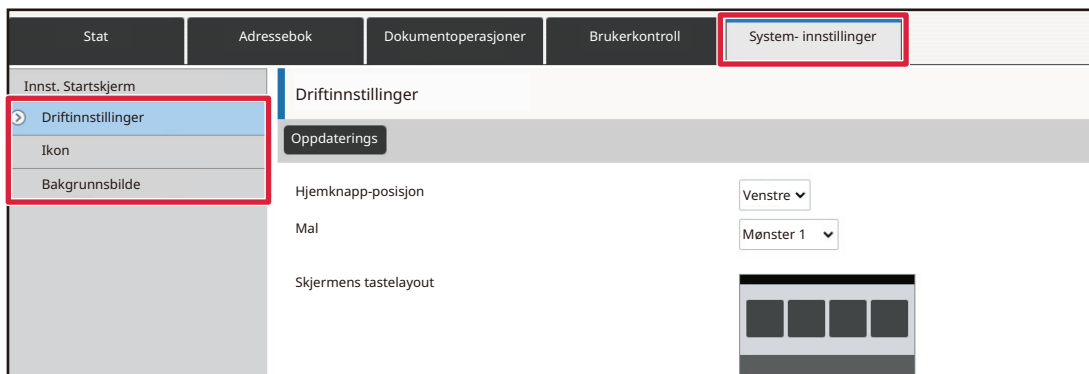 Stat
Adressebok
Dokumentoperasjoner
Brukerkontroll
System- innstillinger
Innst. Startskjerm
Driftinnstillinger
Ikon
Bakgrunnsbilde
Driftinnstillinger
Oppdaterings
Hjemknapp-posisjon
Venstre
Mal
Mønster 1
Skjermens tastelayout